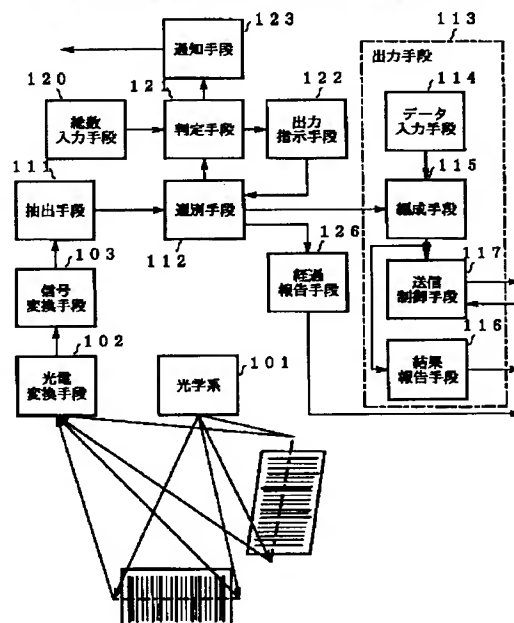 123
113
通知手段
出力手段
120
121
122
114
総数
入力手段
判定手段
出力
指示手段
データ
入力手段
111
115
抽出手段
選別手段
編成手段
112
126
103
117
信号
変換手段
経過
報告手段
送信
制御手段
102
101
116
光電
変換手段
光学系
結果
報告手段